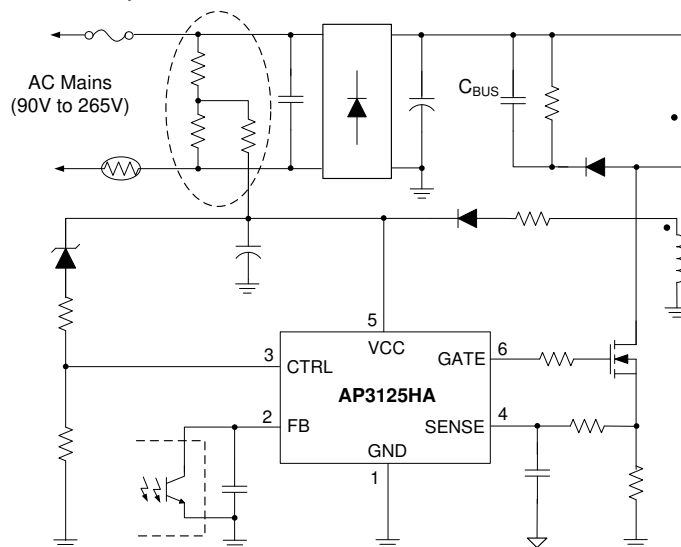 AC Mains
(90V to 265V)
CBUS
5
VCC
3
CTRL
GATE
6
AP3125HA
2
FB
SENSE
4
GND
1